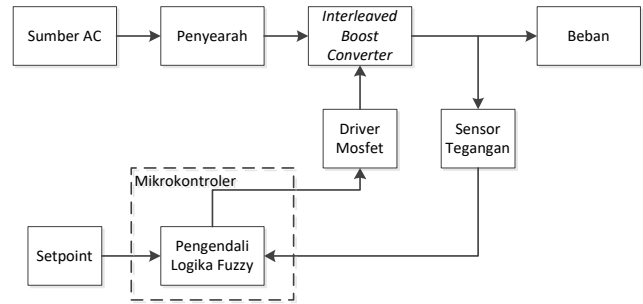 Sumber AC
Penyearah
Interleaved
Boost
Converter
Beban
Driver
Mosfet
Sensor
Tegangan
Mikrokontroler
Setpoint
Pengendali
Logika Fuzzy